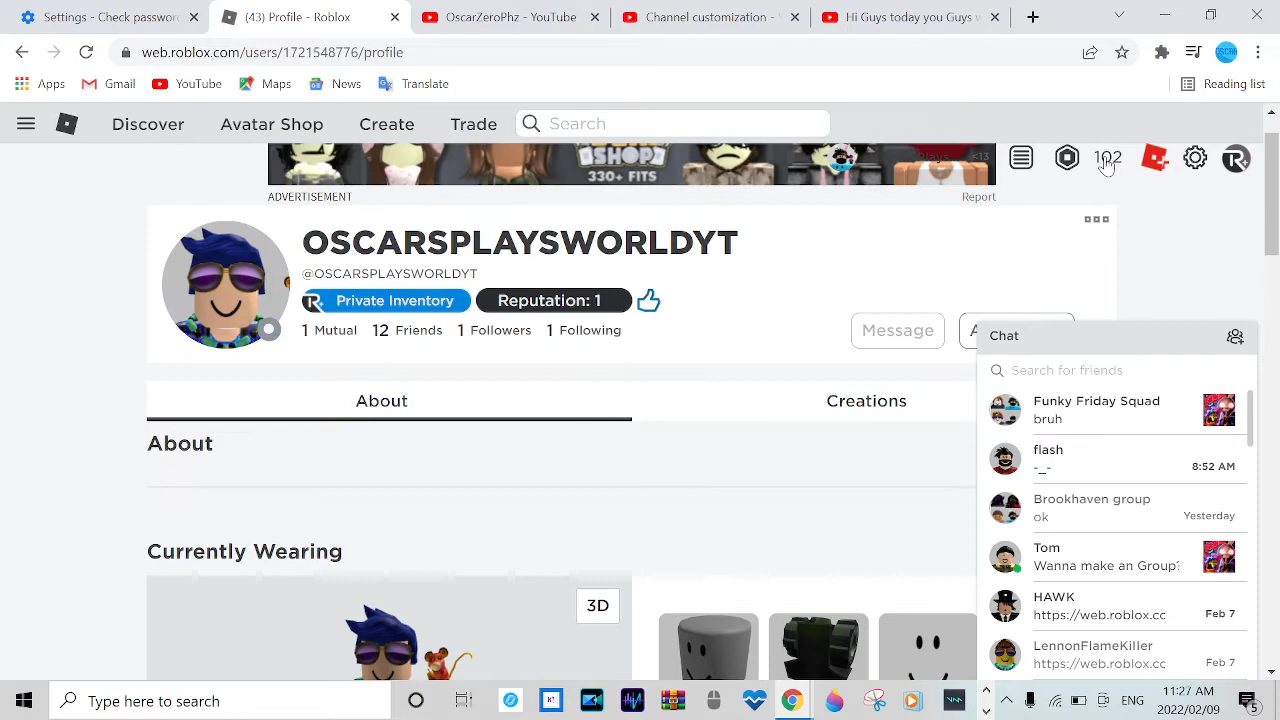 Settings - Checkasswor
(43) Profile - Roblox
OscarZeroPhz - YouTube
Channel customization -
Hi Guys today you Guys w
web.roblox.com/users/1721548776/profile
Apps
Gmail
YouTube
Maps
News
Translate
Reading list
Discover
Avatar Shop
Create
Trade
Search
SHOP
330+ FITS
<13
102
ADVERTISEMENT
Report
OSCARSPLAYSWORLDYT
@OSCARSPLAYSWORLDYT
Private Inventory
Reputation: 1
1 Mutual 12 Friends 1 Followers 1 Following
Message
About
Creations
About
Currently Wearing
3D
Chat
Search for friends
Funky Friday Squad
bruh
flash
-_-
8:52 AM
Brookhaven group
ok
Yesterday
Tom
Wanna make an Group?
HAWK
https://web.roblox.cc
Feb 7
LennonFlameKiller
https://web.roblox.cc
Feb 7
Type here to search
ENG
11:27 AM
2022/02/09
5